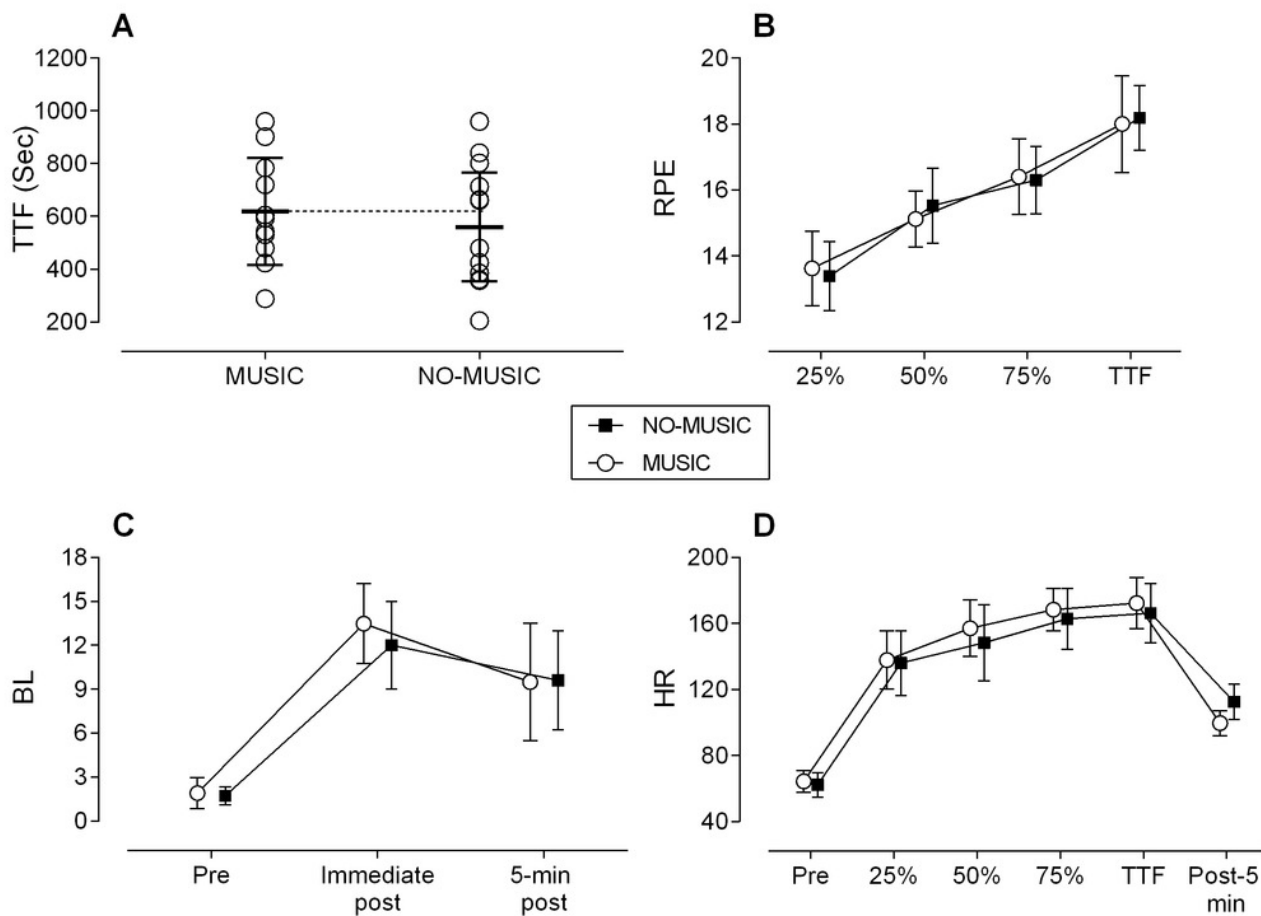 A
1200
1000
800
600
400
200
TTF (Sec)
MUSIC
NO-MUSIC
B
20
18
16
14
12
RPE
25%
50%
75%
TTF
NO-MUSIC
MUSIC
C
18
15
12
9
6
3
0
BL
Pre
Immediate
post
5-min
post
D
200
160
120
80
40
HR
Pre
25%
50%
75%
TTF
Post-5
min